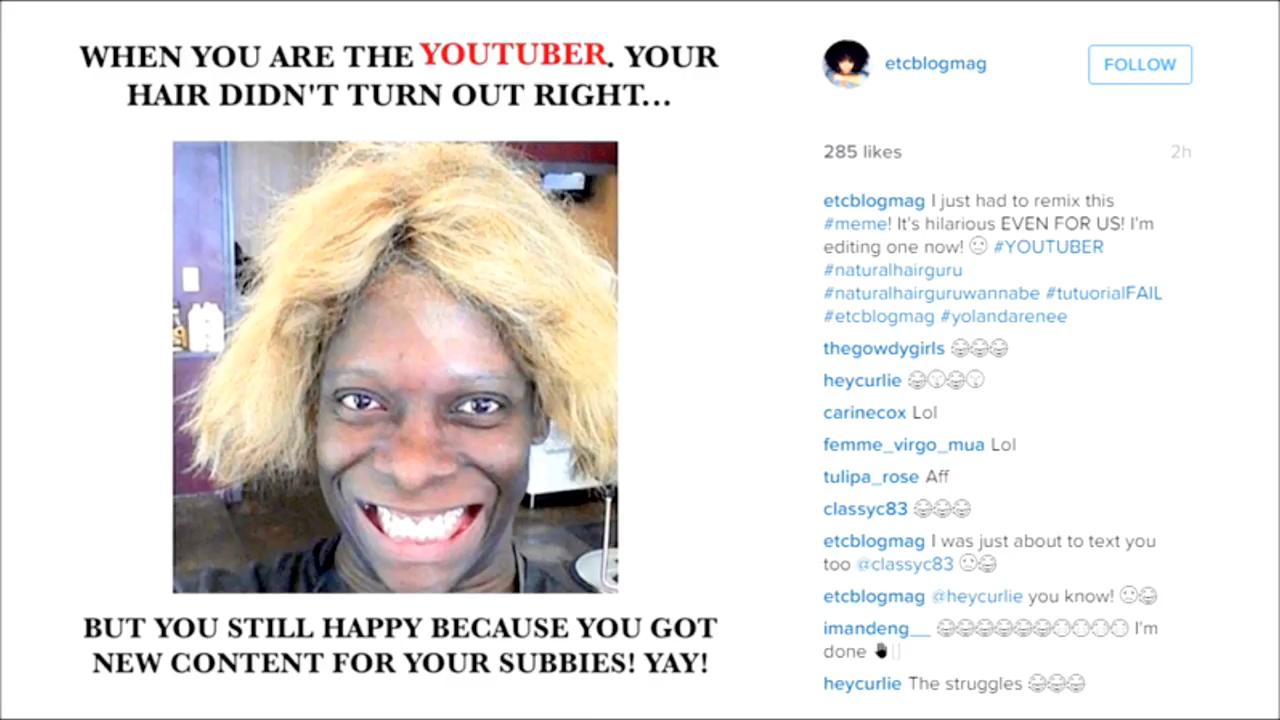 WHEN YOU ARE THE YOUTUBER. YOUR
HAIR DIDN'T TURN OUT RIGHT...
BUT YOU STILL HAPPY BECAUSE YOU GOT
NEW CONTENT FOR YOUR SUBBIES! YAY!
etcblogmag
FOLLOW
285 likes
2h
etcblogmag I just had to remix this
#meme! It's hilarious EVEN FOR US! I'm
editing one now! #YOUTUBER
#naturalhairguru
#naturalhairguruwannabe #tutuorialFAIL
#etcblogmag #yolandarenee
thegowdygirls
heycurlie
carinecox Lol
femme_virgo_mua Lol
tulipa_rose Aff
classyc83
etcblogmag I was just about to text you
too @classyc83
etcblogmag @heycurlie you know!
imandeng__ I'm
done
heycurlie The struggles